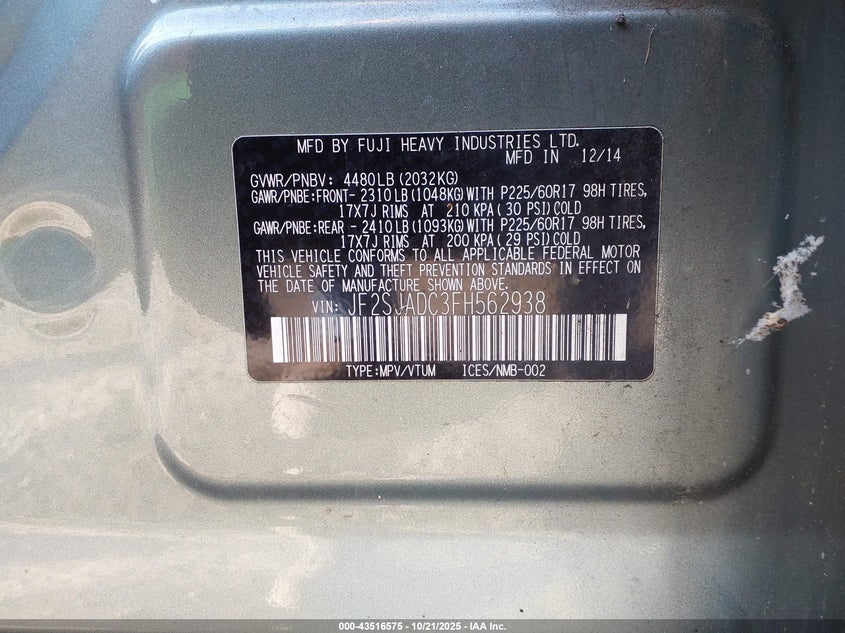 MFD BY FUJI HEAVY INDUSTRIES LTD.
MFD IN 12/14
GVWR/PNBV: 4480LB(2032KG)
GAWR/PNBE:FRONT- 2310LB(1048KG)WITH P225/60R17 98H TIRES,
17X7J RIMS AT 210 KPA( 30 PSI)COLD
GAWR/PNBE:REAR - 2410LB(1093KG)WITH P225/60R17 98H TIRES,
17X7J RIMS AT 200 KPA( 29 PSI)COLD
THIS VEHICLE CONFORMS TO ALL APPLICABLE FEDERAL MOTOR
VEHICLE SAFETY AND THEFT PREVENTION STANDARDS IN EFFECT ON
THE DATE OF MANUFACTURE SHOWN ABOVE.
VIN: JF2SJADC3FH562938
TYPE:MPV/VTUM ICES/NMB-002
000-43516575 - 10/21/2025 - IAA Inc.